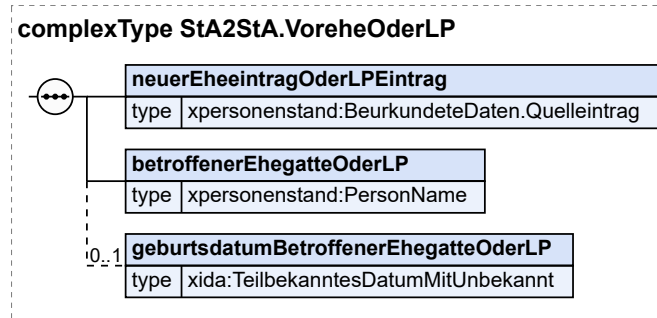 complexType StA2StA.VoreheOderLP
neuerEheeintragOderLPEintrag
type xpersonenstand:BeurkundeteDaten.Quelleintrag
betroffenerEhegatteOderLP
type xpersonenstand:PersonName
0..1
geburtsdatumBetroffenerEhegatteOderLP
type xida:TeilbekanntesDatumMitUnbekannt